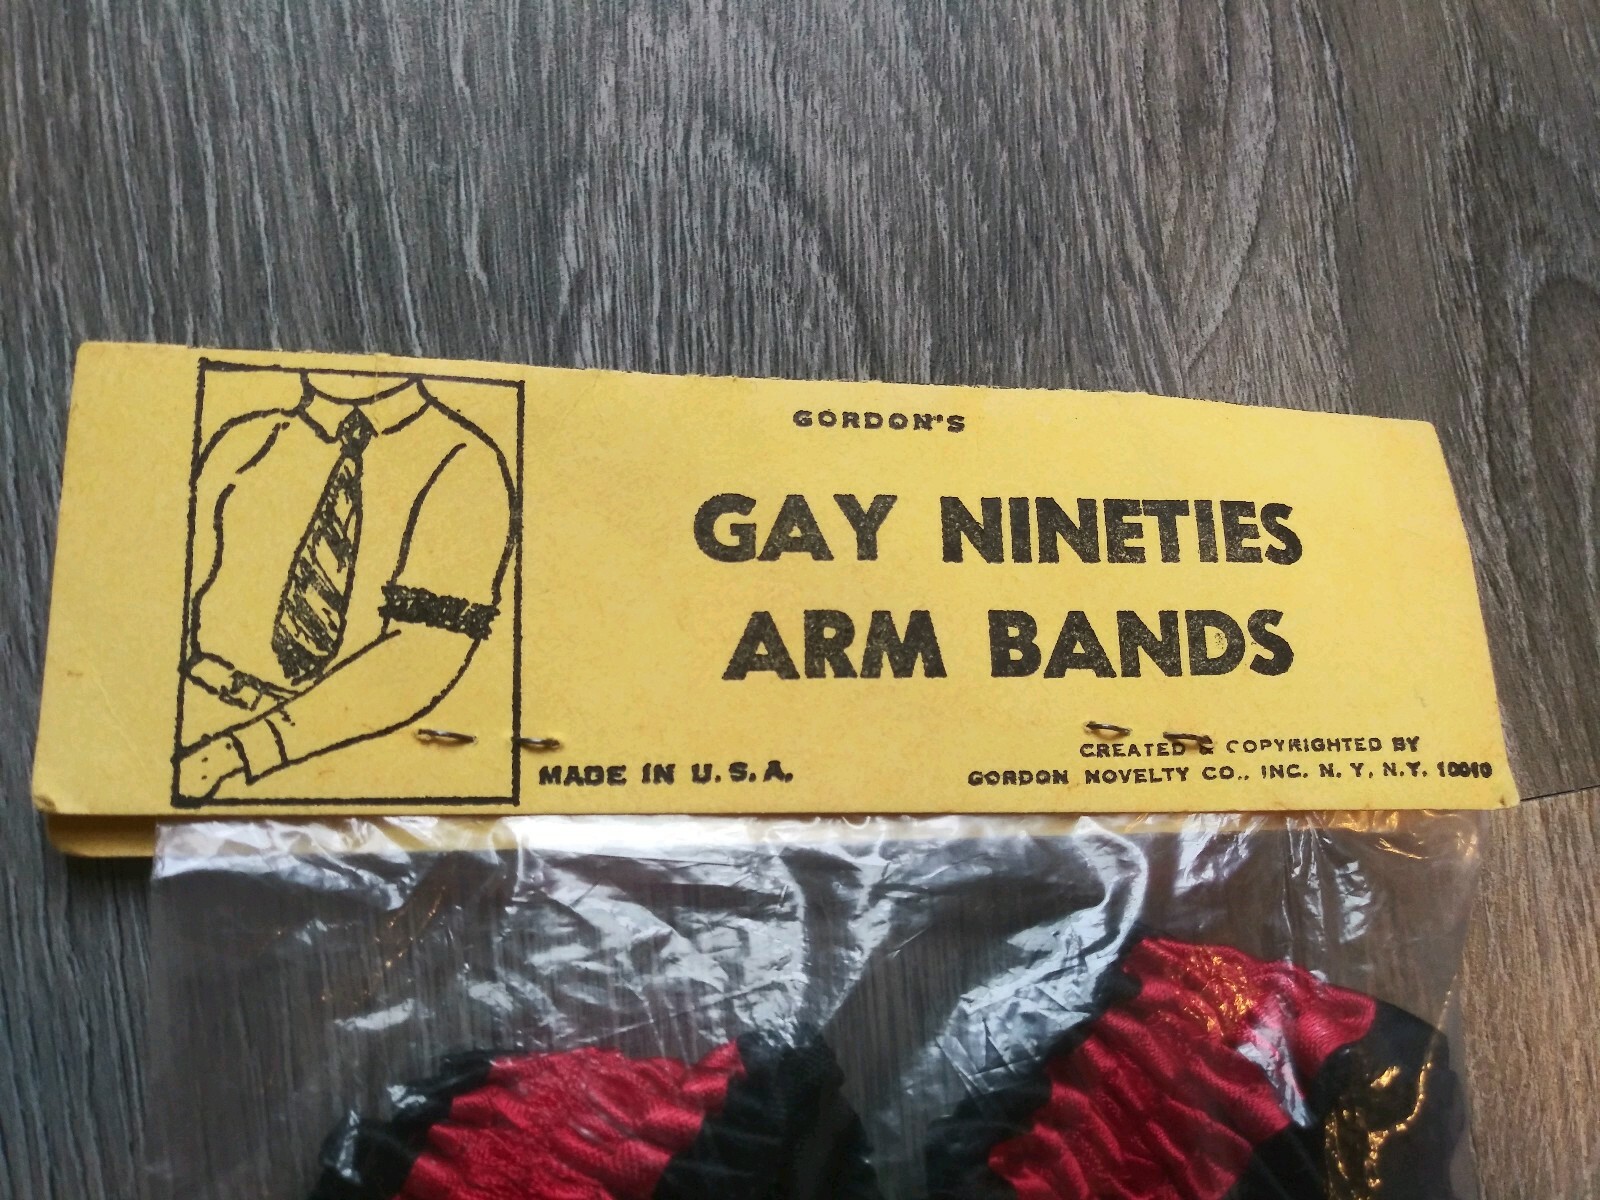 GORDON'S
GAY NINETIES
ARM BANDS
MADE IN U.S.A.
CREATED & COPYRIGHTED BY
GORDON NOVELTY CO., INC. N.Y, N.Y. 10010